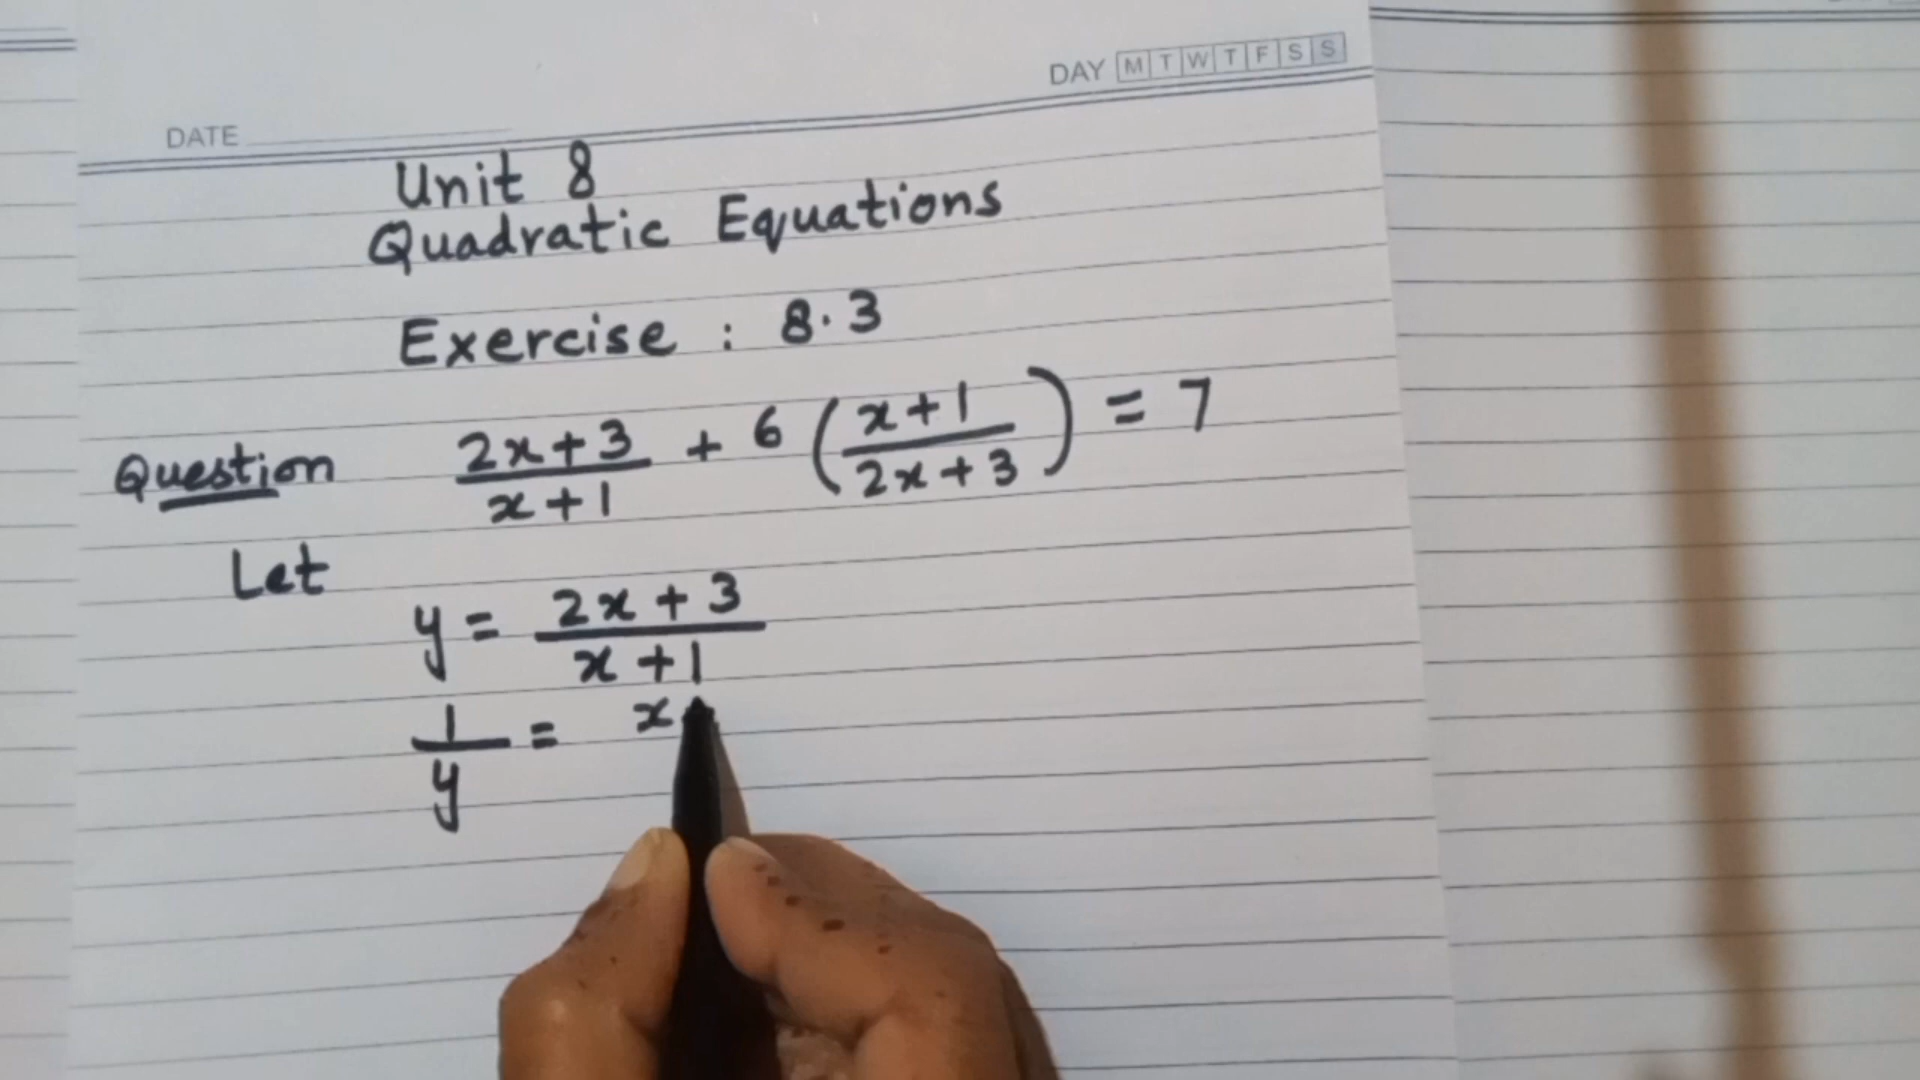 DAY M T W T F S S
DATE
Unit 8
Quadratic Equations
Exercise : 8.3
Question (2x+3)/(x+1) + 6 ((x+1)/(2x+3)) = 7
Let
y = (2x+3)/(x+1)
1/y = x